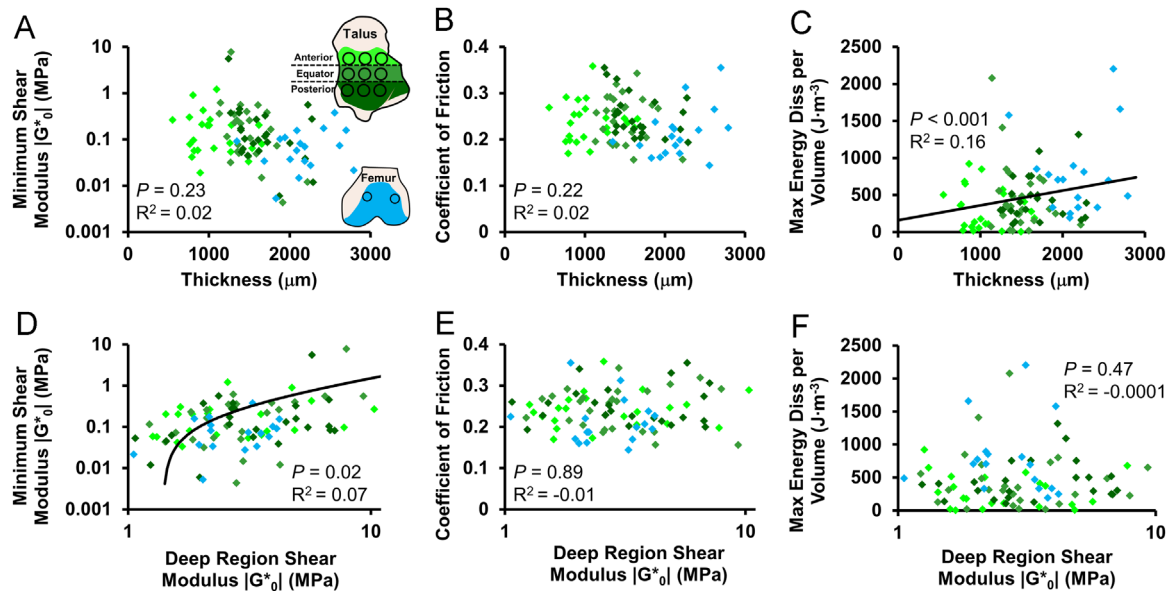 A
Minimum Shear
Modulus |G*0| (MPa)
10
1
0.1
0.01
0.001
0 1000 2000 3000
Thickness (μm)
P = 0.23
R2 = 0.02
Talus
Anterior
Equator
Posterior
Femur
B
Coefficient of Friction
0.4
0.3
0.2
0.1
0
0 1000 2000 3000
Thickness (μm)
P = 0.22
R2 = 0.02
C
Max Energy Diss per
Volume (J·m-3)
2500
2000
1500
1000
500
0
0 1000 2000 3000
Thickness (μm)
P < 0.001
R2 = 0.16
D
Minimum Shear
Modulus |G*0| (MPa)
10
1
0.1
0.01
0.001
1 10
Deep Region Shear
Modulus |G*0| (MPa)
P = 0.02
R2 = 0.07
E
Coefficient of Friction
0.4
0.3
0.2
0.1
0
1 10
Deep Region Shear
Modulus |G*0| (MPa)
P = 0.89
R2 = -0.01
F
Max Energy Diss per
Volume (J·m-3)
2500
2000
1500
1000
500
0
1 10
Deep Region Shear
Modulus |G*0| (MPa)
P = 0.47
R2 = -0.0001